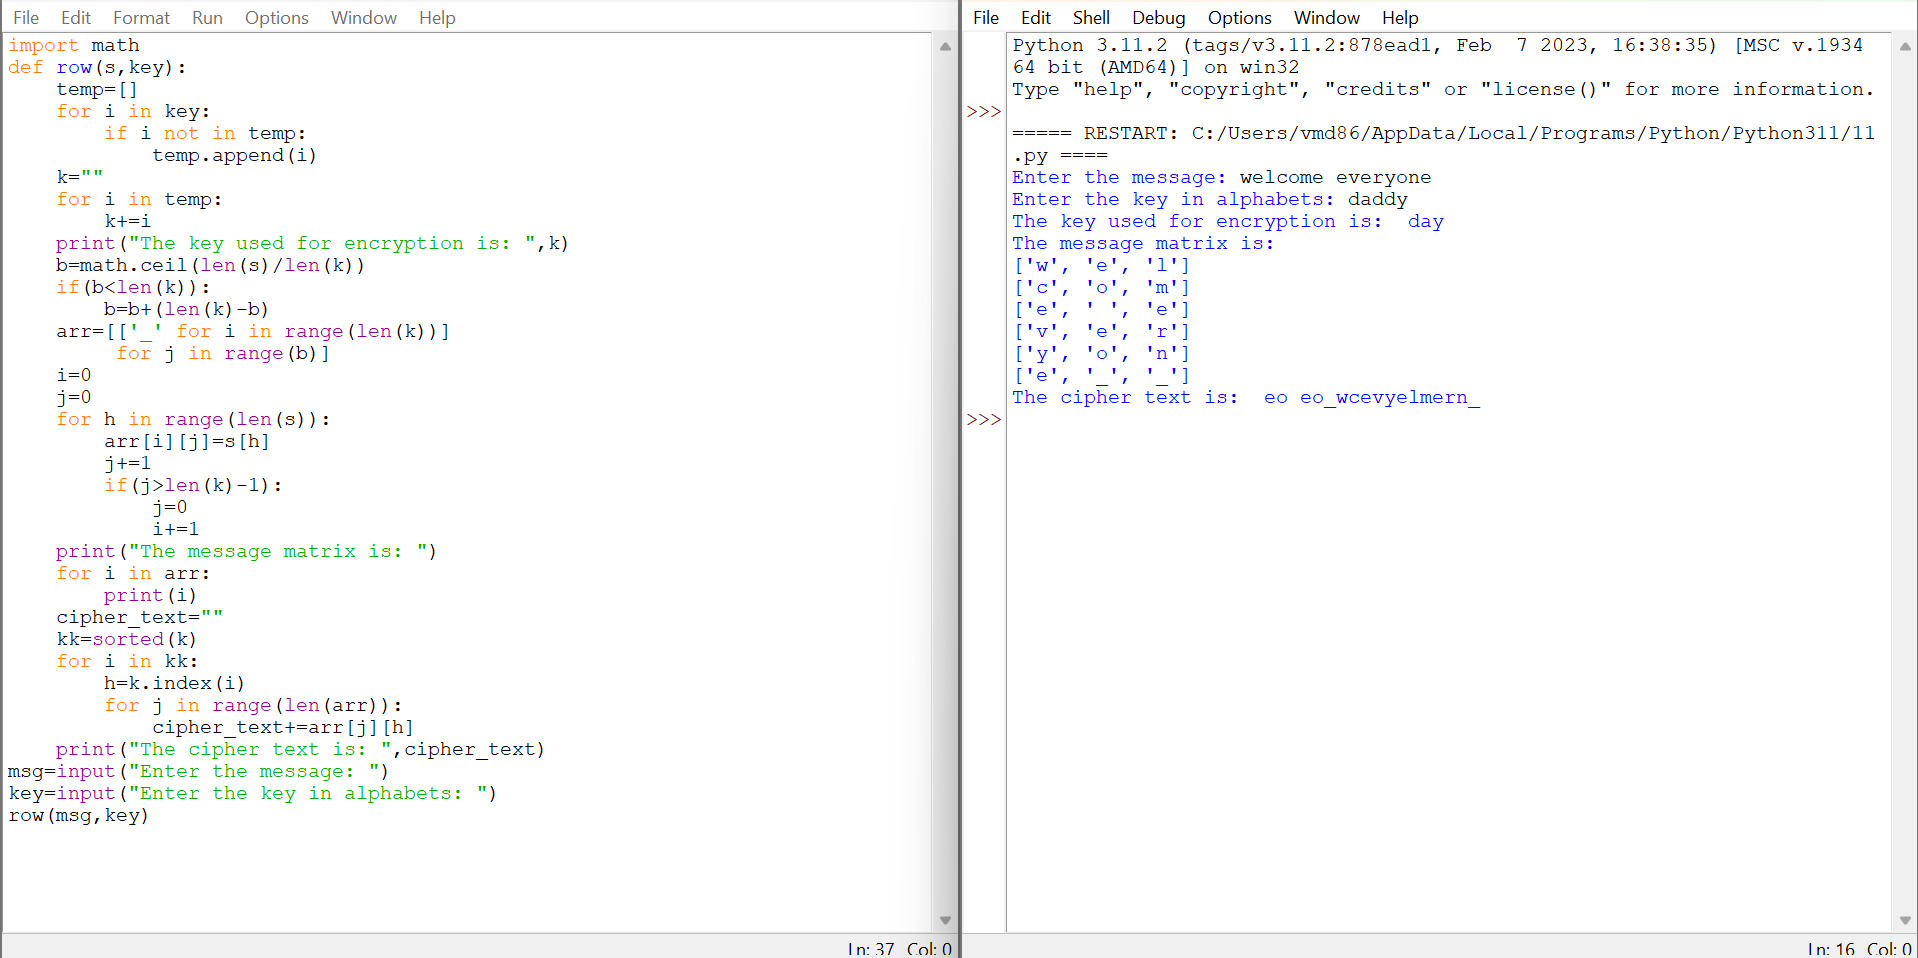 File Edit Format Run Options Window Help
import math
def row(s,key):
    temp=[]
    for i in key:
        if i not in temp:
            temp.append(i)
    k=""
    for i in temp:
        k+=i
    print("The key used for encryption is: ",k)
    b=math.ceil(len(s)/len(k))
    if(b<len(k)):
        b=b+(len(k)-b)
    arr=[['_' for i in range(len(k))]
         for j in range(b)]
    i=0
    j=0
    for h in range(len(s)):
        arr[i][j]=s[h]
        j+=1
        if(j>len(k)-1):
            j=0
            i+=1
    print("The message matrix is: ")
    for i in arr:
        print(i)
    cipher_text=""
    kk=sorted(k)
    for i in kk:
        h=k.index(i)
        for j in range(len(arr)):
            cipher_text+=arr[j][h]
    print("The cipher text is: ",cipher_text)
msg=input("Enter the message: ")
key=input("Enter the key in alphabets: ")
row(msg,key)
Ln: 37 Col: 0
File Edit Shell Debug Options Window Help
Python 3.11.2 (tags/v3.11.2:878ead1, Feb  7 2023, 16:38:35) [MSC v.1934
64 bit (AMD64)] on win32
Type "help", "copyright", "credits" or "license()" for more information.
>>>
===== RESTART: C:/Users/vmd86/AppData/Local/Programs/Python/Python311/11
.py ====
Enter the message: welcome everyone
Enter the key in alphabets: daddy
The key used for encryption is:  day
The message matrix is:
['w', 'e', 'l']
['c', 'o', 'm']
['e', ' ', 'e']
['v', 'e', 'r']
['y', 'o', 'n']
['e', '_', '_']
The cipher text is:  eo eo_wcevyelmern_
>>>
Ln: 16 Col: 0